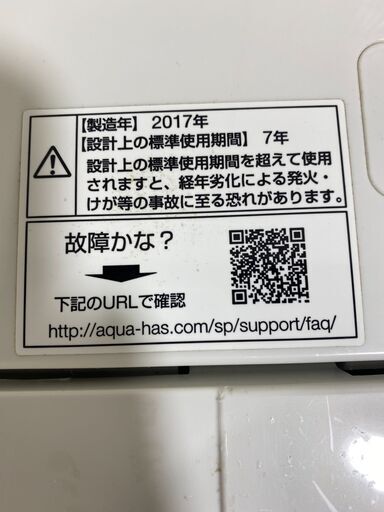 【製造年】 2017年
【設計上の標準使用期間】 7年
設計上の標準使用期間を超えて使用
されますと、経年劣化による発火・
けが等の事故に至る恐れがあります。
故障かな？
下記のURLで確認
http://aqua-has.com/sp/support/faq/